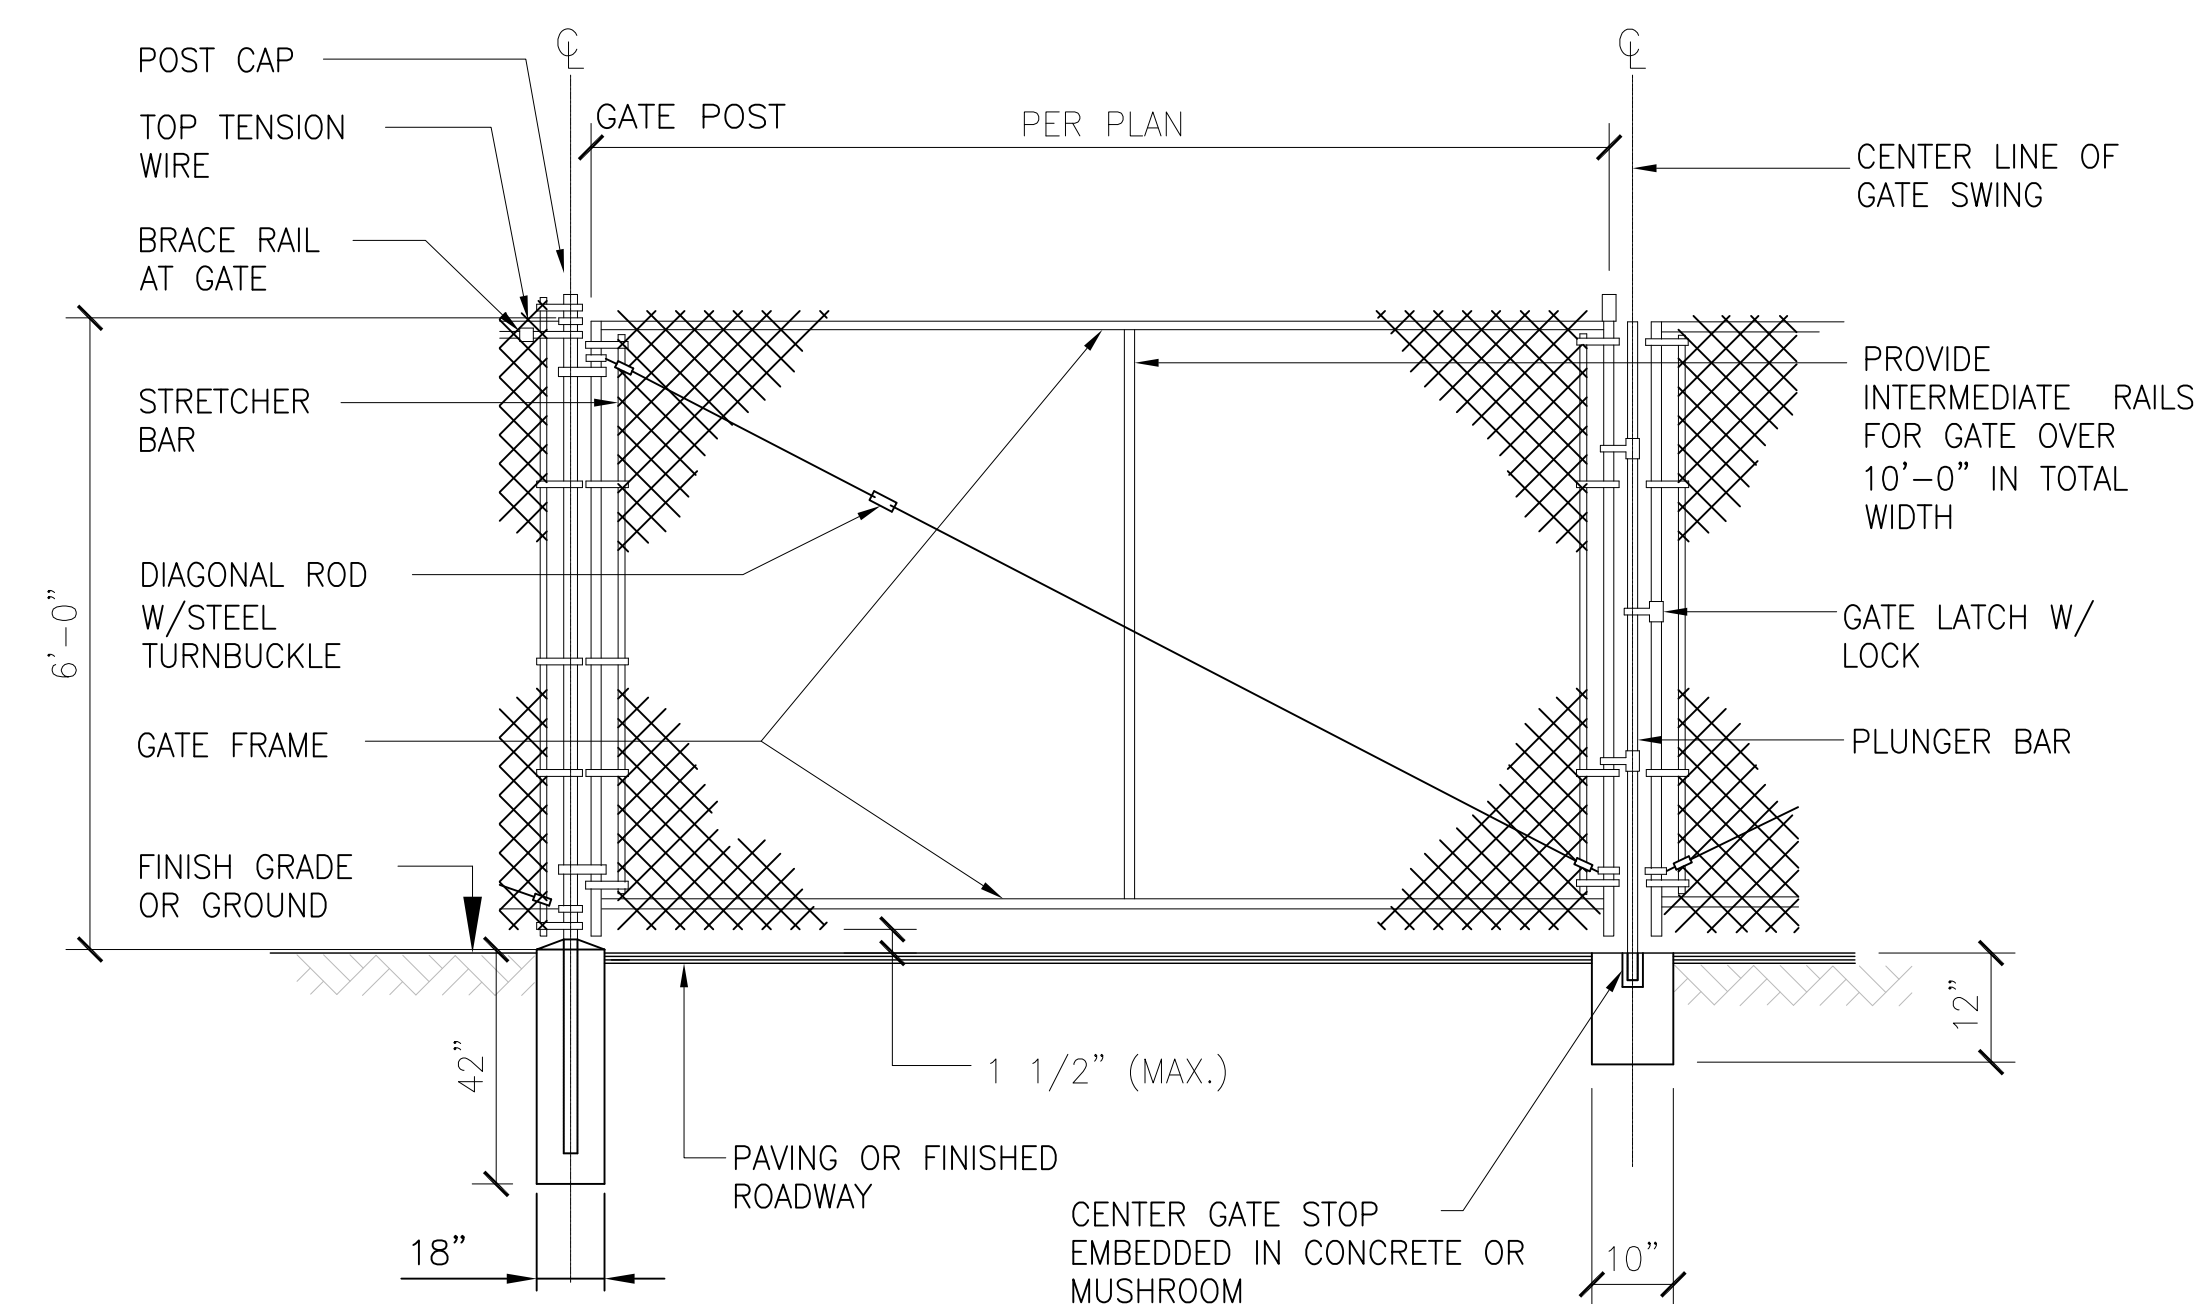 ℄
℄
POST CAP
GATE POST
PER PLAN
TOP TENSION
WIRE
CENTER LINE OF
GATE SWING
BRACE RAIL
AT GATE
PROVIDE
INTERMEDIATE RAILS
FOR GATE OVER
10'-0" IN TOTAL
WIDTH
STRETCHER
BAR
DIAGONAL ROD
W/STEEL
TURNBUCKLE
6'-0"
GATE LATCH W/
LOCK
GATE FRAME
PLUNGER BAR
FINISH GRADE
OR GROUND
12"
42"
1 1/2" (MAX.)
PAVING OR FINISHED
ROADWAY
CENTER GATE STOP
EMBEDDED IN CONCRETE OR
MUSHROOM
18"
10"